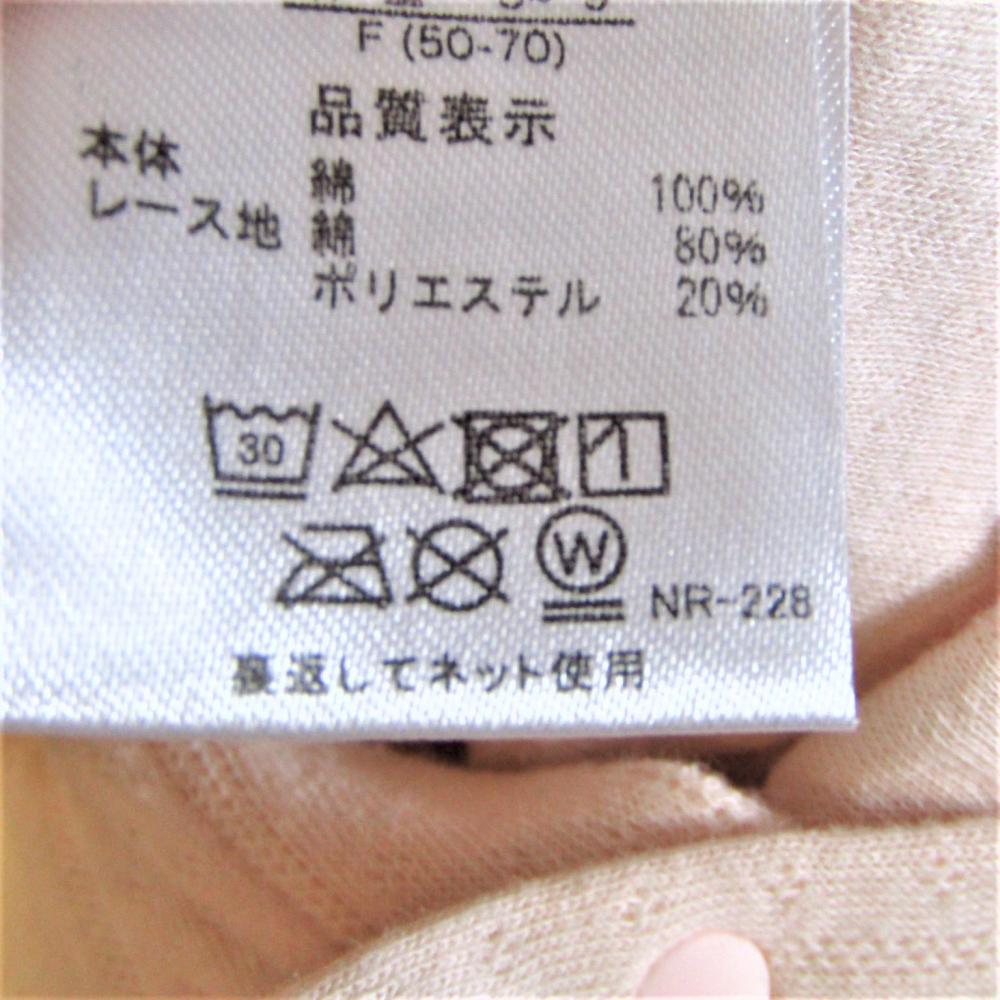 F (50-70)
品質表示
本体 綿 100%
レース地 綿 80%
ポリエステル 20%
30
W NR-228
裏返してネット使用